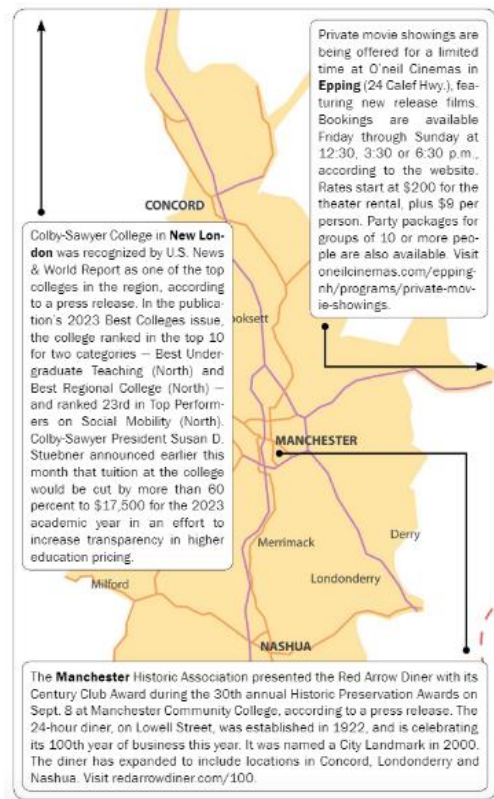 Private movie showings are
being offered for a limited
time at O'neil Cinemas in
Epping (24 Calef Hwy.), fea-
turing new release films.
Bookings are available
Friday through Sunday at
12:30, 3:30 or 6:30 p.m.,
according to the website.
Rates start at $200 for the
theater rental, plus $9 per
person. Party packages for
groups of 10 or more peo-
ple are also available. Visit
oneilcinemas.com/epping-
nh/programs/private-mov-
ie-showings.
CONCORD
Colby-Sawyer College in New Lon-
don was recognized by U.S. News
& World Report as one of the top
colleges in the region, according
to a press release. In the publica-
tion's 2023 Best Colleges issue,
the college ranked in the top 10
for two categories — Best Under-
graduate Teaching (North) and
Best Regional College (North) —
and ranked 23rd in Top Perform-
ers on Social Mobility (North).
Colby-Sawyer President Susan D.
Stuebner announced earlier this
month that tuition at the college
would be cut by more than 60
percent to $17,500 for the 2023
academic year in an effort to
increase transparency in higher
education pricing.
ooksett
MANCHESTER
Merrimack
Derry
Londonderry
Milford
NASHUA
The Manchester Historic Association presented the Red Arrow Diner with its
Century Club Award during the 30th annual Historic Preservation Awards on
Sept. 8 at Manchester Community College, according to a press release. The
24-hour diner, on Lowell Street, was established in 1922, and is celebrating
its 100th year of business this year. It was named a City Landmark in 2000.
The diner has expanded to include locations in Concord, Londonderry and
Nashua. Visit redarrowdiner.com/100.